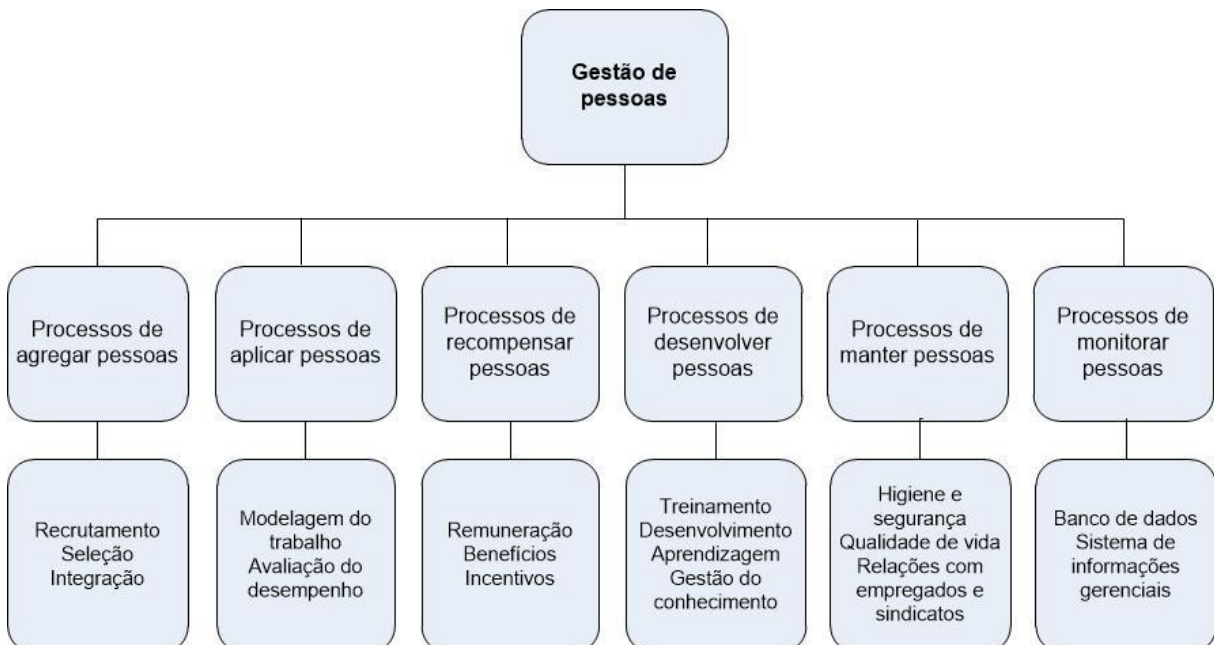 Gestão de
pessoas
Processos de
agregar pessoas
Processos de
aplicar pessoas
Processos de
recompensar
pessoas
Processos de
desenvolver
pessoas
Processos de
manter pessoas
Processos de
monitorar
pessoas
Recrutamento
Seleção
Integração
Modelagem do
trabalho
Avaliação do
desempenho
Remuneração
Benefícios
Incentivos
Treinamento
Desenvolvimento
Aprendizagem
Gestão do
conhecimento
Higiene e
segurança
Qualidade de vida
Relações com
empregados e
sindicatos
Banco de dados
Sistema de
informações
gerenciais